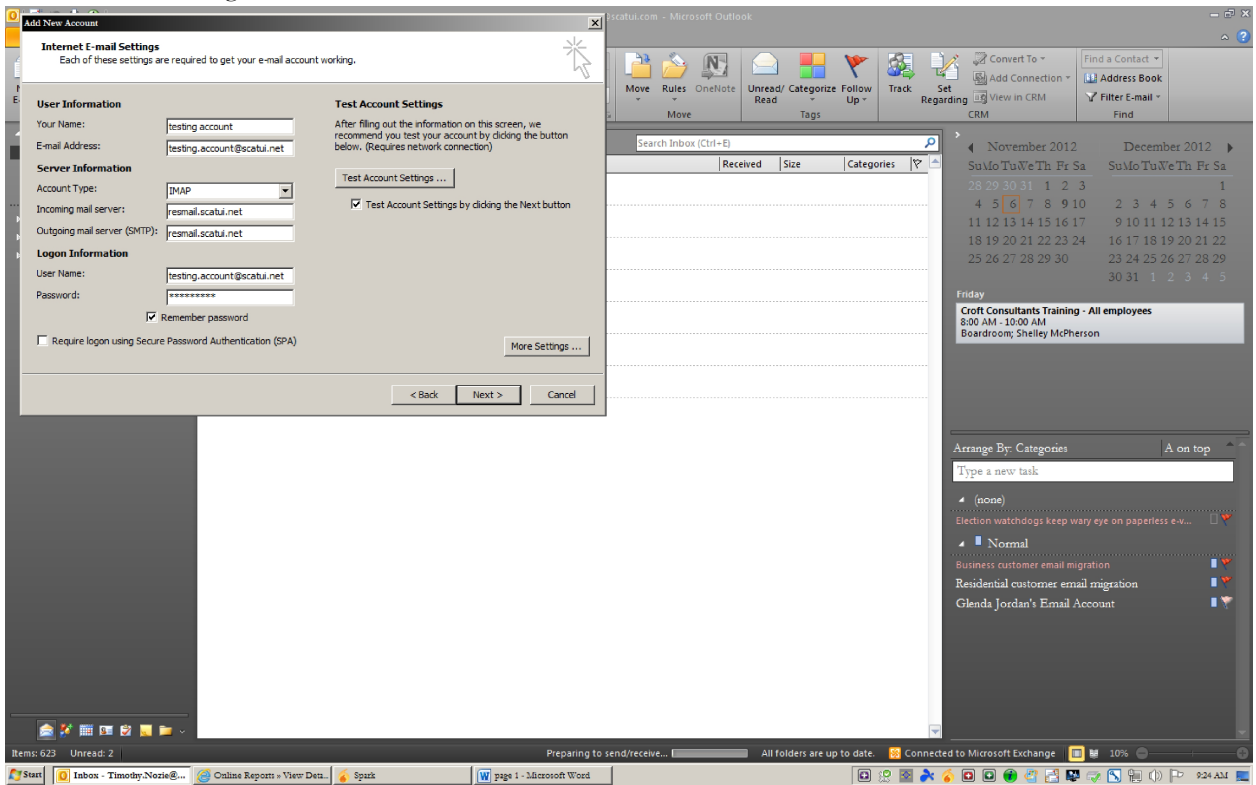 Add New Account
scatui.com - Microsoft Outlook
Internet E-mail Settings
Each of these settings are required to get your e-mail account working.
User Information
Your Name:
testing account
E-mail Address:
testing.account@scatui.net
Server Information
Account Type:
IMAP
Incoming mail server:
resmail.scatui.net
Outgoing mail server (SMTP):
resmail.scatui.net
Logon Information
User Name:
testing.account@scatui.net
Password:
*********
Remember password
Require logon using Secure Password Authentication (SPA)
Test Account Settings
After filling out the information on this screen, we
recommend you test your account by clicking the button
below. (Requires network connection)
Test Account Settings ...
Test Account Settings by clicking the Next button
More Settings ...
< Back
Next >
Cancel
Move
Rules
OneNote
Unread/
Read
Categorize
Follow
Up
Track
Set
Regarding
Convert To
Add Connection
View in CRM
Find a Contact
Address Book
Filter E-mail
Move
Tags
CRM
Find
Search Inbox (Ctrl+E)
Received
Size
Categories
November 2012
SuMoTuWeTh Fr Sa
28 29 30 31 1 2 3
4 5 6 7 8 9 10
11 12 13 14 15 16 17
18 19 20 21 22 23 24
25 26 27 28 29 30
December 2012
SuMoTuWeTh Fr Sa
1
2 3 4 5 6 7 8
9 10 11 12 13 14 15
16 17 18 19 20 21 22
23 24 25 26 27 28 29
30 31 1 2 3 4 5
Friday
Croft Consultants Training - All employees
8:00 AM - 10:00 AM
Boardroom; Shelley McPherson
Arrange By: Categories
A on top
Type a new task
(none)
Election watchdogs keep wary eye on paperless e-v...
Normal
Business customer email migration
Residential customer email migration
Glenda Jordan's Email Account
Items: 623
Unread: 2
Preparing to send/receive...
All folders are up to date.
Connected to Microsoft Exchange
10%
Start
Inbox - Timothy.Nozie@...
Online Reports » View Deta...
Spark
page 1 - Microsoft Word
9:24 AM